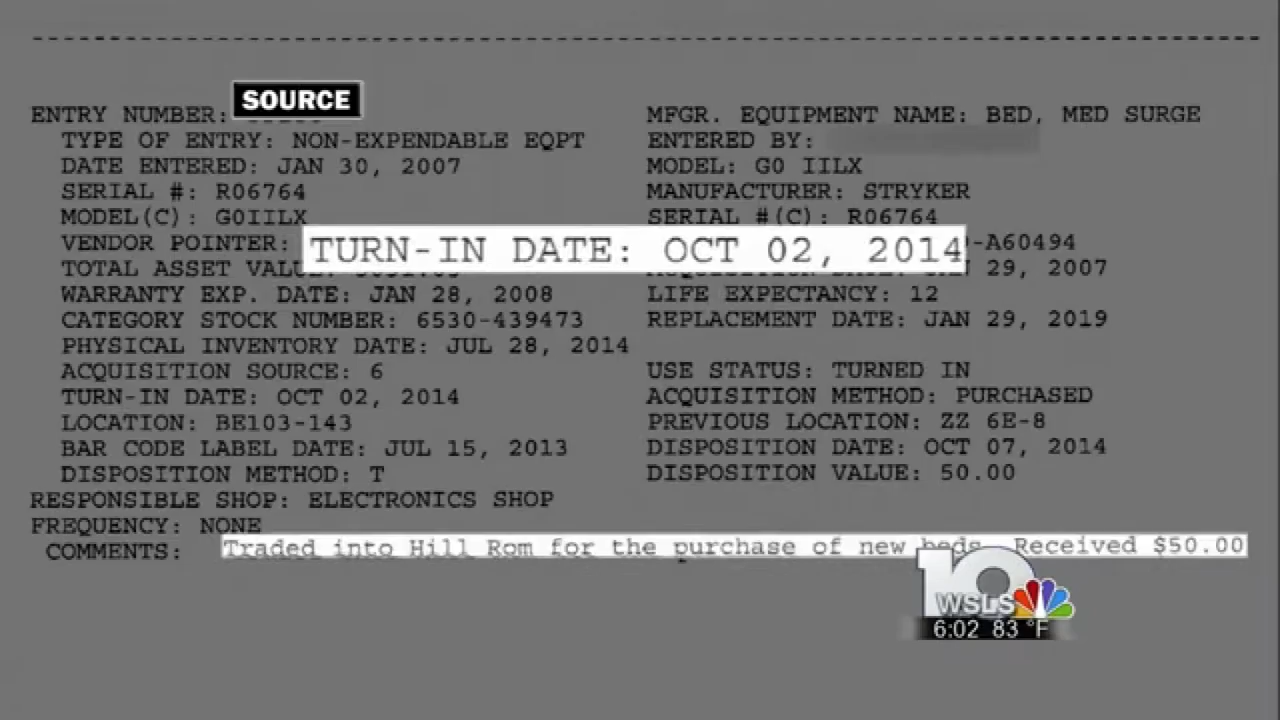 ENTRY NUMBER: SOURCE MFGR. EQUIPMENT NAME: BED, MED SURGE
TYPE OF ENTRY: NON-EXPENDABLE EQPT ENTERED BY:
DATE ENTERED: JAN 30, 2007 MODEL: G0 IILX
SERIAL #: R06764 MANUFACTURER: STRYKER
MODEL(C): G0IILX SERIAL #(C): R06764
VENDOR POINTER: TURN-IN DATE: OCT 02, 2014 -A60494
TOTAL ASSET 29, 2007
WARRANTY EXP. DATE: JAN 28, 2008 LIFE EXPECTANCY: 12
CATEGORY STOCK NUMBER: 6530-439473 REPLACEMENT DATE: JAN 29, 2019
PHYSICAL INVENTORY DATE: JUL 28, 2014
ACQUISITION SOURCE: 6 USE STATUS: TURNED IN
TURN-IN DATE: OCT 02, 2014 ACQUISITION METHOD: PURCHASED
LOCATION: BE103-143 PREVIOUS LOCATION: ZZ 6E-8
BAR CODE LABEL DATE: JUL 15, 2013 DISPOSITION DATE: OCT 07, 2014
DISPOSITION METHOD: T DISPOSITION VALUE: 50.00
RESPONSIBLE SHOP: ELECTRONICS SHOP
FREQUENCY: NONE
COMMENTS: Traded into Hill Rom for the purchase of new beds. Received $50.00
10
WSLS
6:02 83 °F